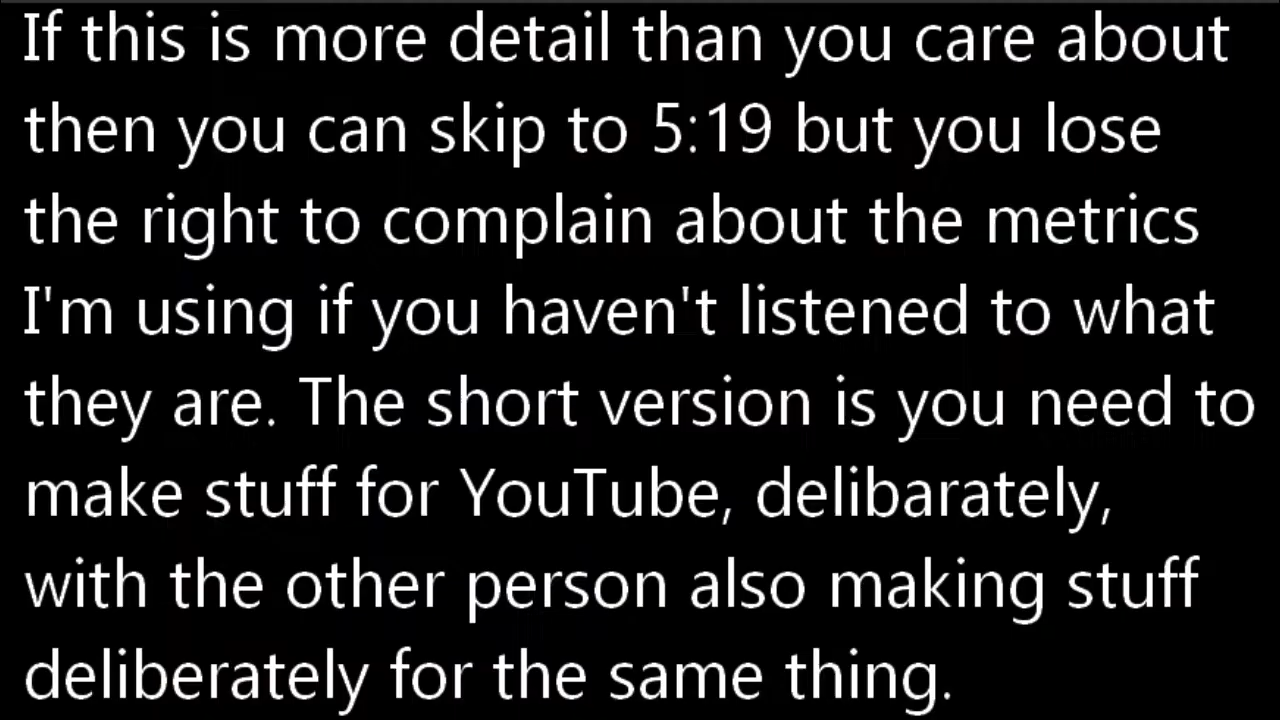 If this is more detail than you care about
then you can skip to 5:19 but you lose
the right to complain about the metrics
I'm using if you haven't listened to what
they are. The short version is you need to
make stuff for YouTube, delibarately,
with the other person also making stuff
deliberately for the same thing.